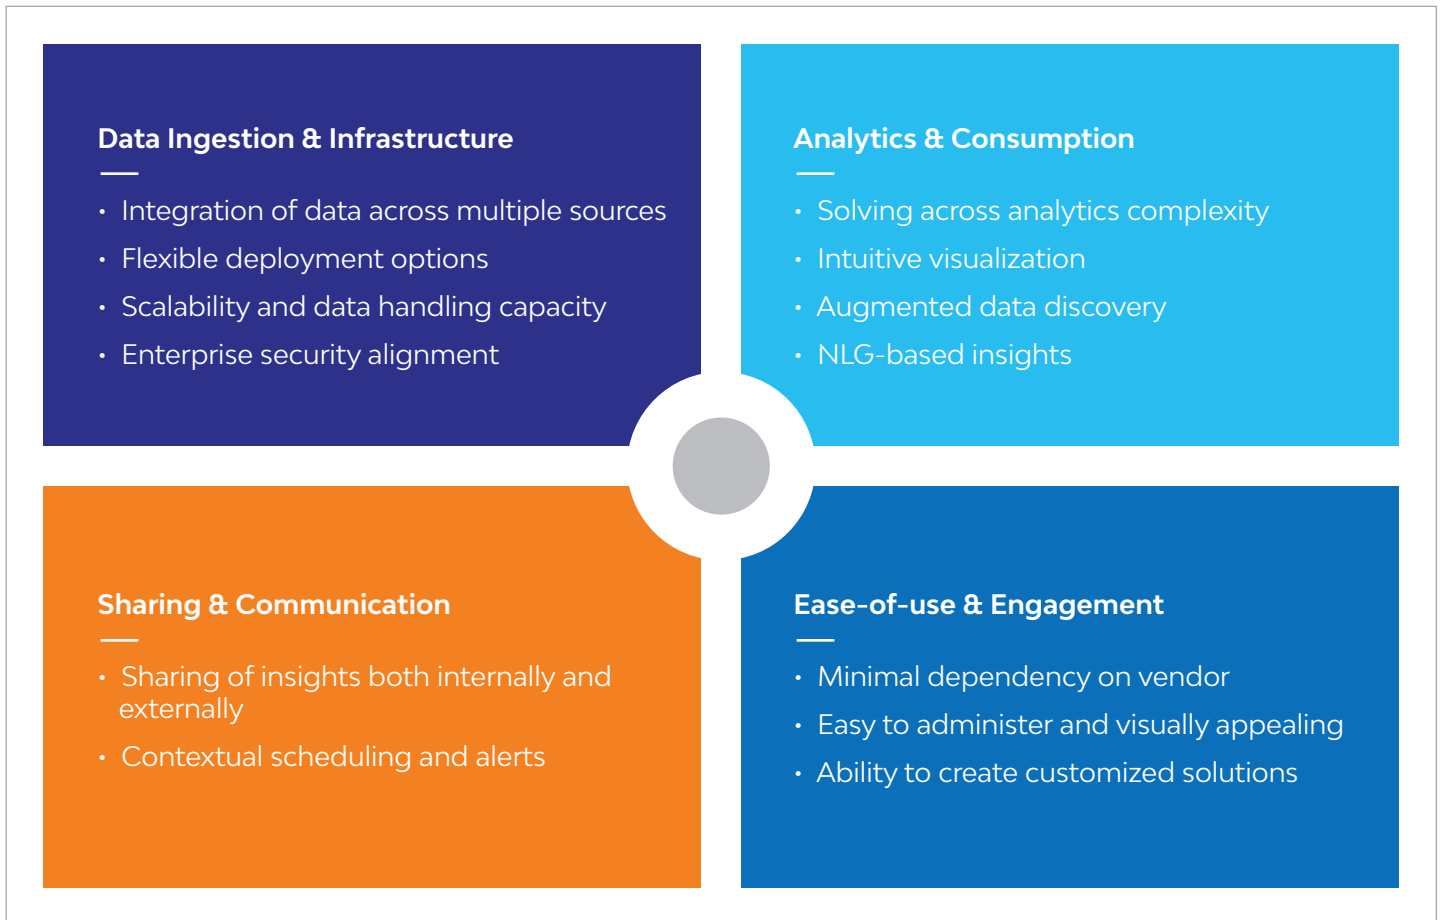 Data Ingestion & Infrastructure
• Integration of data across multiple sources
• Flexible deployment options
• Scalability and data handling capacity
• Enterprise security alignment
Analytics & Consumption
• Solving across analytics complexity
• Intuitive visualization
• Augmented data discovery
• NLG-based insights
Sharing & Communication
• Sharing of insights both internally and
externally
• Contextual scheduling and alerts
Ease-of-use & Engagement
• Minimal dependency on vendor
• Easy to administer and visually appealing
• Ability to create customized solutions